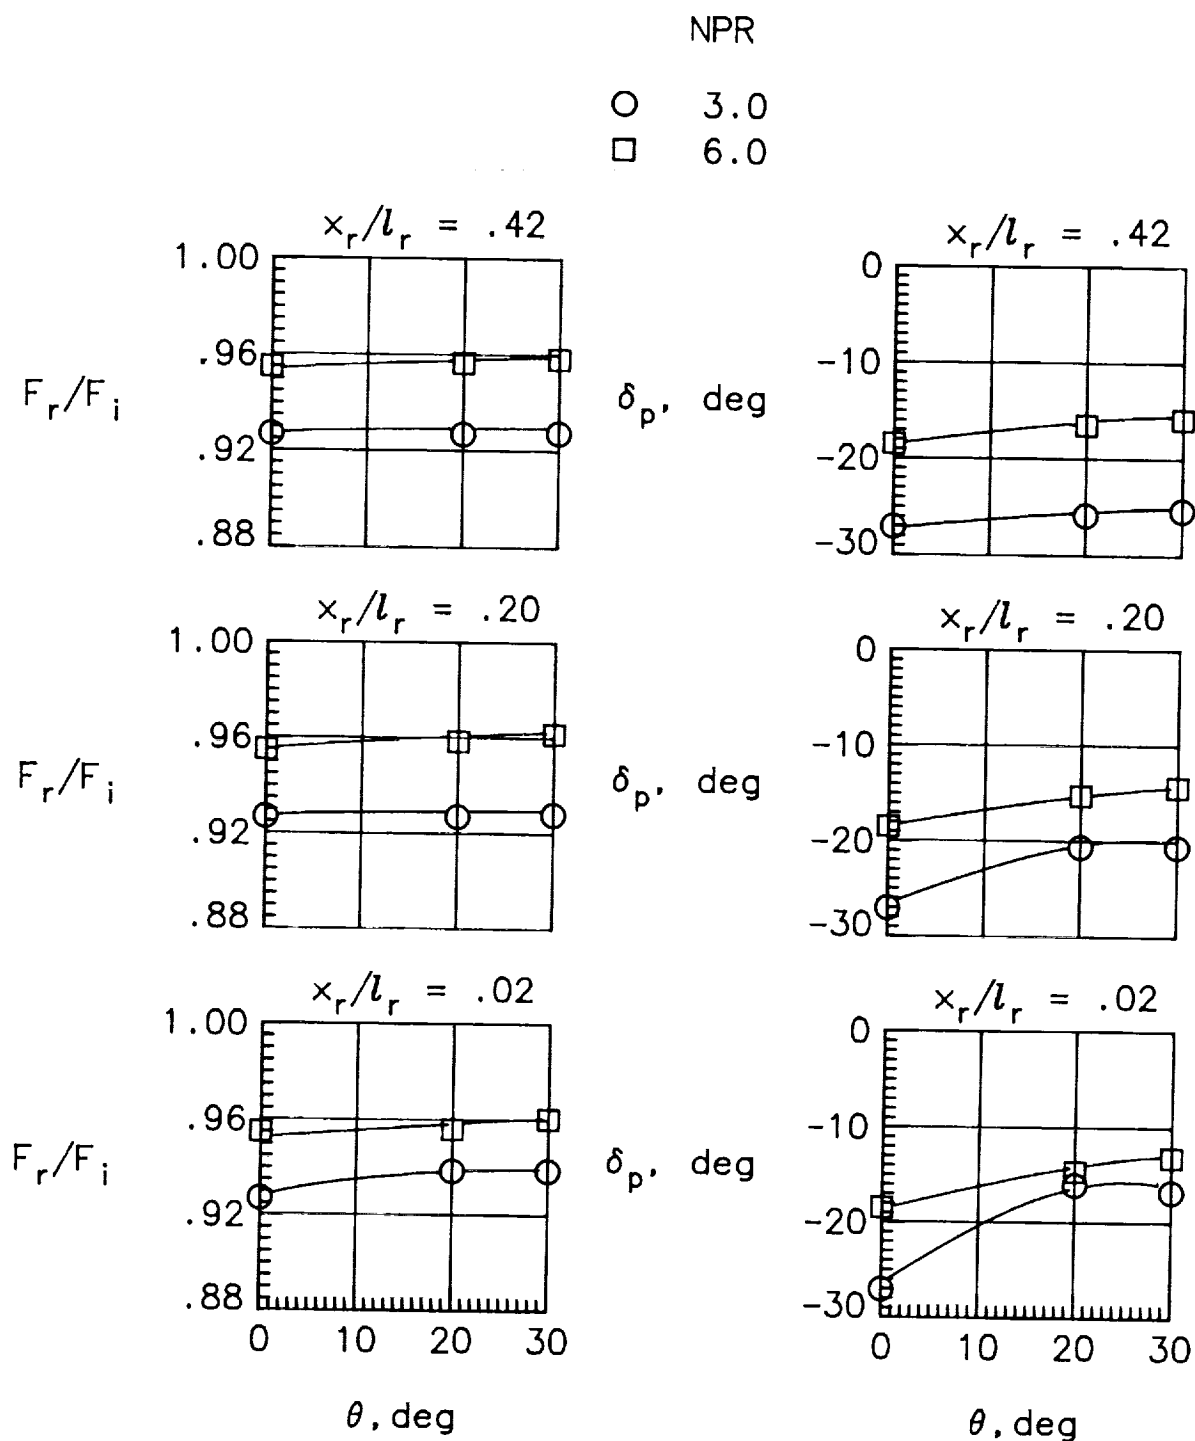 NPR
3.0
6.0
x_r/l_r = .42
1.00
.96
.92
.88
F_r/F_i
x_r/l_r = .42
0
-10
-20
-30
δ_p, deg
x_r/l_r = .20
1.00
.96
.92
.88
F_r/F_i
x_r/l_r = .20
0
-10
-20
-30
δ_p, deg
x_r/l_r = .02
1.00
.96
.92
.88
F_r/F_i
0 10 20 30
θ, deg
x_r/l_r = .02
0
-10
-20
-30
δ_p, deg
0 10 20 30
θ, deg